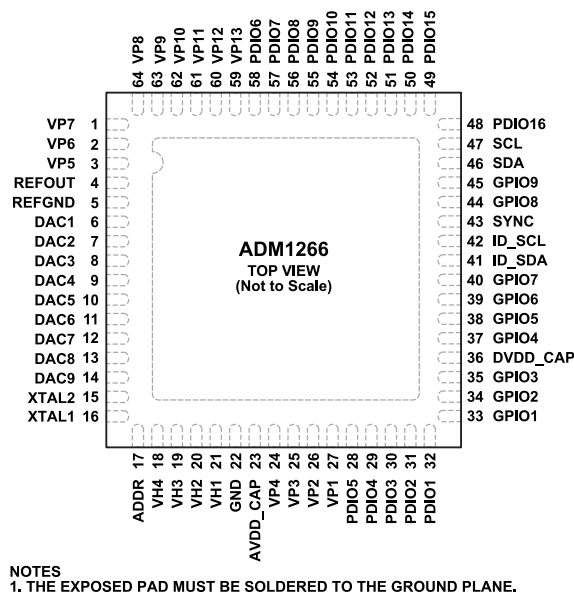 64 VP8
63 VP9
62 VP10
61 VP11
60 VP12
59 VP13
58 PDIO6
57 PDIO7
56 PDIO8
55 PDIO9
54 PDIO10
53 PDIO11
52 PDIO12
51 PDIO13
50 PDIO14
49 PDIO15
VP7 1
VP6 2
VP5 3
REFOUT 4
REFGND 5
DAC1 6
DAC2 7
DAC3 8
DAC4 9
DAC5 10
DAC6 11
DAC7 12
DAC8 13
DAC9 14
XTAL2 15
XTAL1 16
ADM1266
TOP VIEW
(Not to Scale)
48 PDIO16
47 SCL
46 SDA
45 GPIO9
44 GPIO8
43 SYNC
42 ID_SCL
41 ID_SDA
40 GPIO7
39 GPIO6
38 GPIO5
37 GPIO4
36 DVDD_CAP
35 GPIO3
34 GPIO2
33 GPIO1
ADDR 17
VH4 18
VH3 19
VH2 20
VH1 21
GND 22
AVDD_CAP 23
VP4 24
VP3 25
VP2 26
VP1 27
PDIO5 28
PDIO4 29
PDIO3 30
PDIO2 31
PDIO1 32
NOTES
1. THE EXPOSED PAD MUST BE SOLDERED TO THE GROUND PLANE.